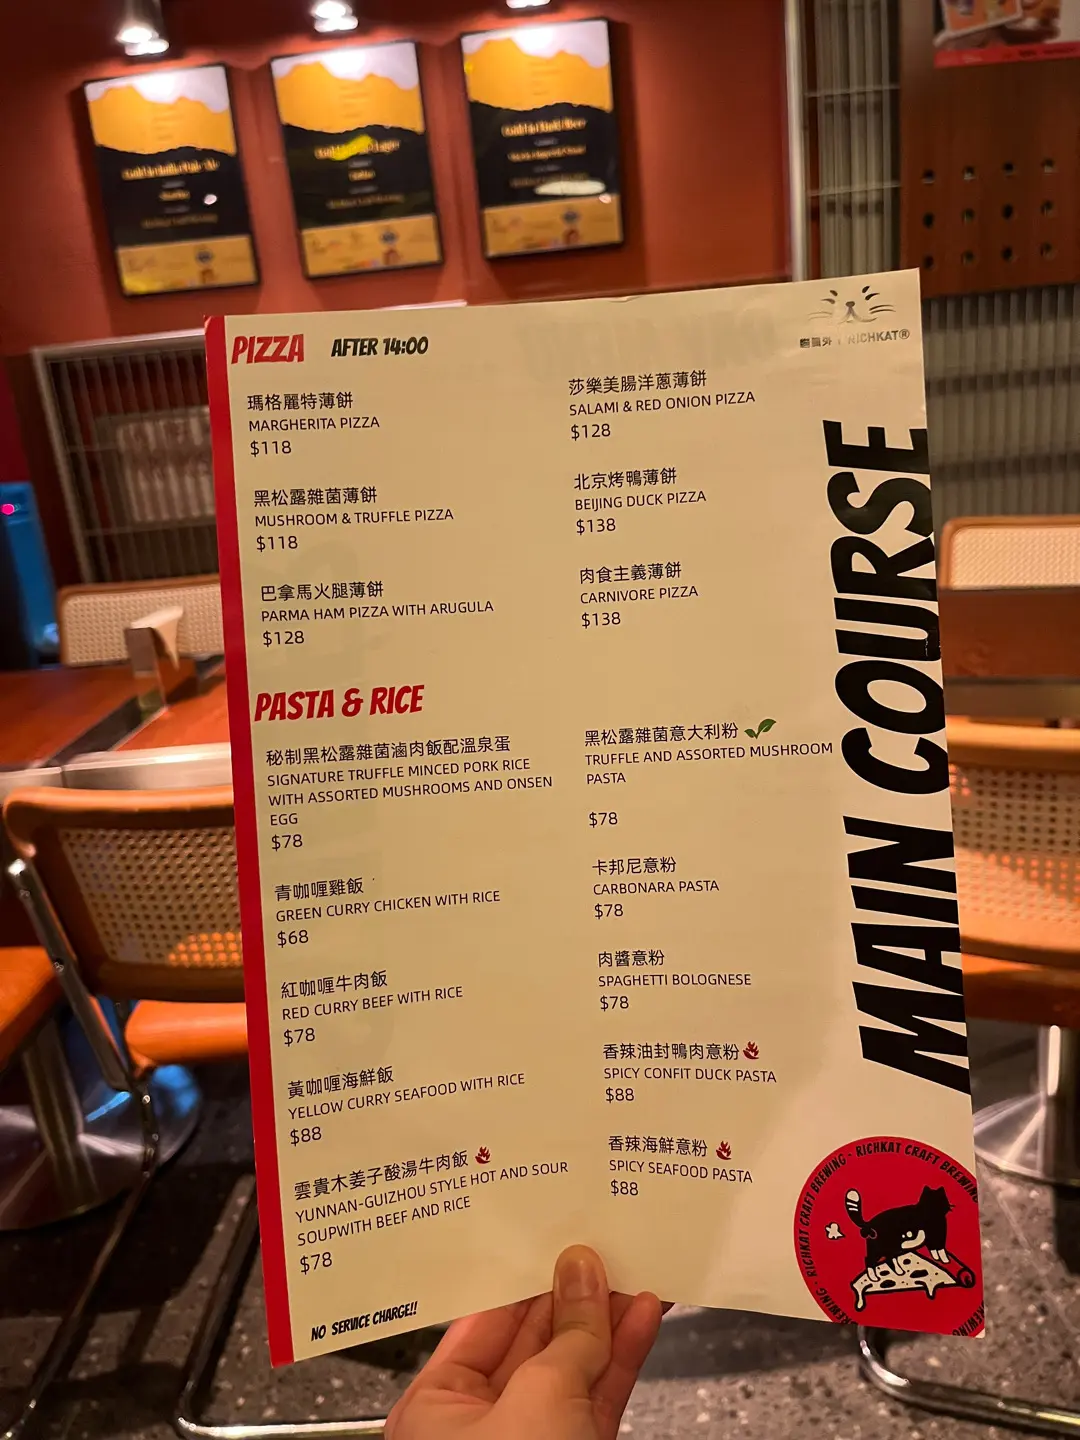 PIZZA AFTER 14:00
瑪格麗特薄餅
MARGHERITA PIZZA
$118
黑松露雜菌薄餅
MUSHROOM & TRUFFLE PIZZA
$118
巴拿馬火腿薄餅
PARMA HAM PIZZA WITH ARUGULA
$128
莎樂美腸洋蔥薄餅
SALAMI & RED ONION PIZZA
$128
北京烤鴨薄餅
BEIJING DUCK PIZZA
$138
肉食主義薄餅
CARNIVORE PIZZA
$138
PASTA & RICE
秘制黑松露雜菌滷肉飯配溫泉蛋
SIGNATURE TRUFFLE MINCED PORK RICE
WITH ASSORTED MUSHROOMS AND ONSEN
EGG
$78
青咖喱雞飯
GREEN CURRY CHICKEN WITH RICE
$68
紅咖喱牛肉飯
RED CURRY BEEF WITH RICE
$78
黃咖喱海鮮飯
YELLOW CURRY SEAFOOD WITH RICE
$88
雲貴木姜子酸湯牛肉飯
YUNNAN-GUIZHOU STYLE HOT AND SOUR
SOUPWITH BEEF AND RICE
$78
黑松露雜菌意大利粉
TRUFFLE AND ASSORTED MUSHROOM
PASTA
$78
卡邦尼意粉
CARBONARA PASTA
$78
肉醬意粉
SPAGHETTI BOLOGNESE
$78
香辣油封鴨肉意粉
SPICY CONFIT DUCK PASTA
$88
香辣海鮮意粉
SPICY SEAFOOD PASTA
$88
NO SERVICE CHARGE!!
RICHKAT®
MAIN COURSE
RICHKAT CRAFT BREWING · RICHKAT CRAFT BREWING